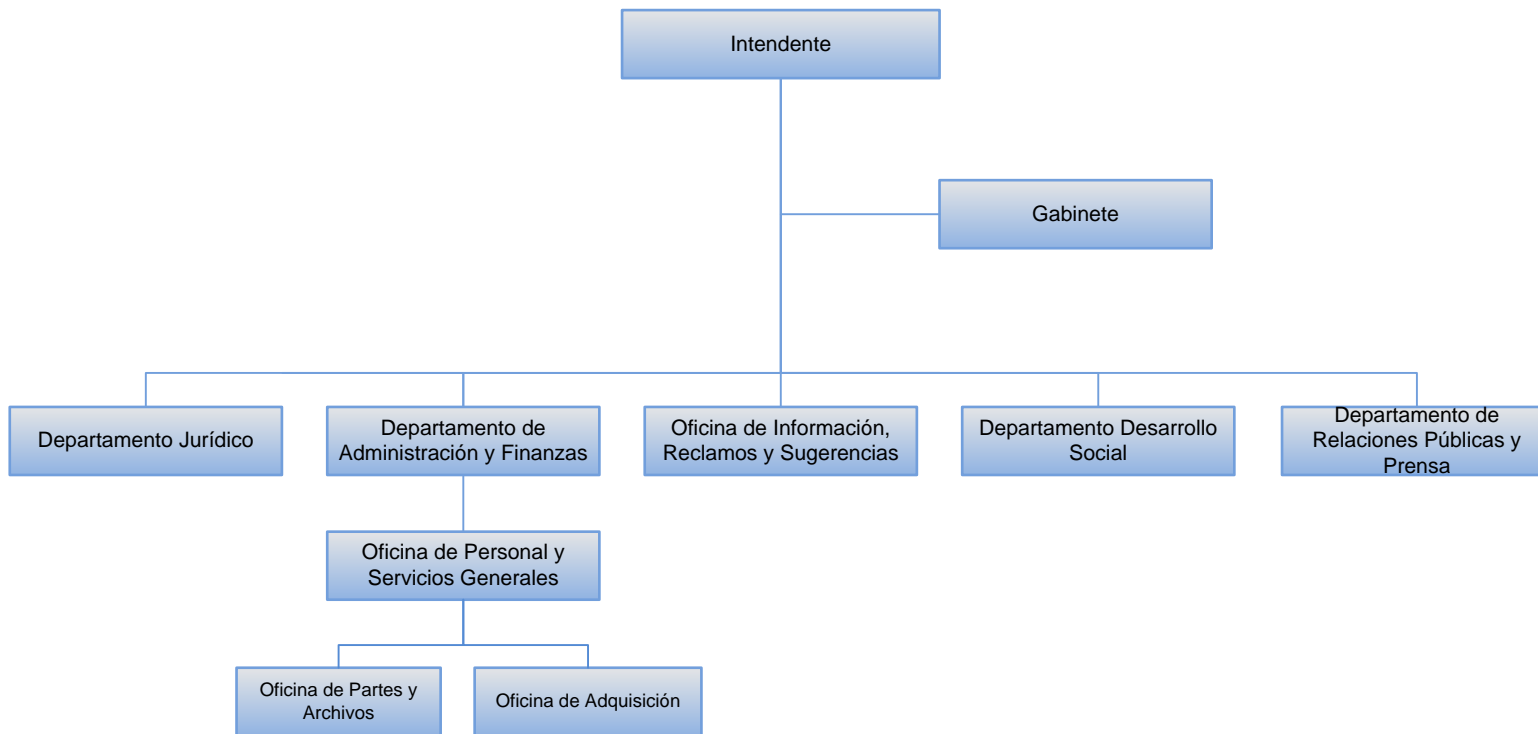 Intendente
Gabinete
Departamento Jurídico
Departamento de
Administración y Finanzas
Oficina de Información,
Reclamos y Sugerencias
Departamento Desarrollo
Social
Departamento de
Relaciones Públicas y
Prensa
Oficina de Personal y
Servicios Generales
Oficina de Partes y
Archivos
Oficina de Adquisición